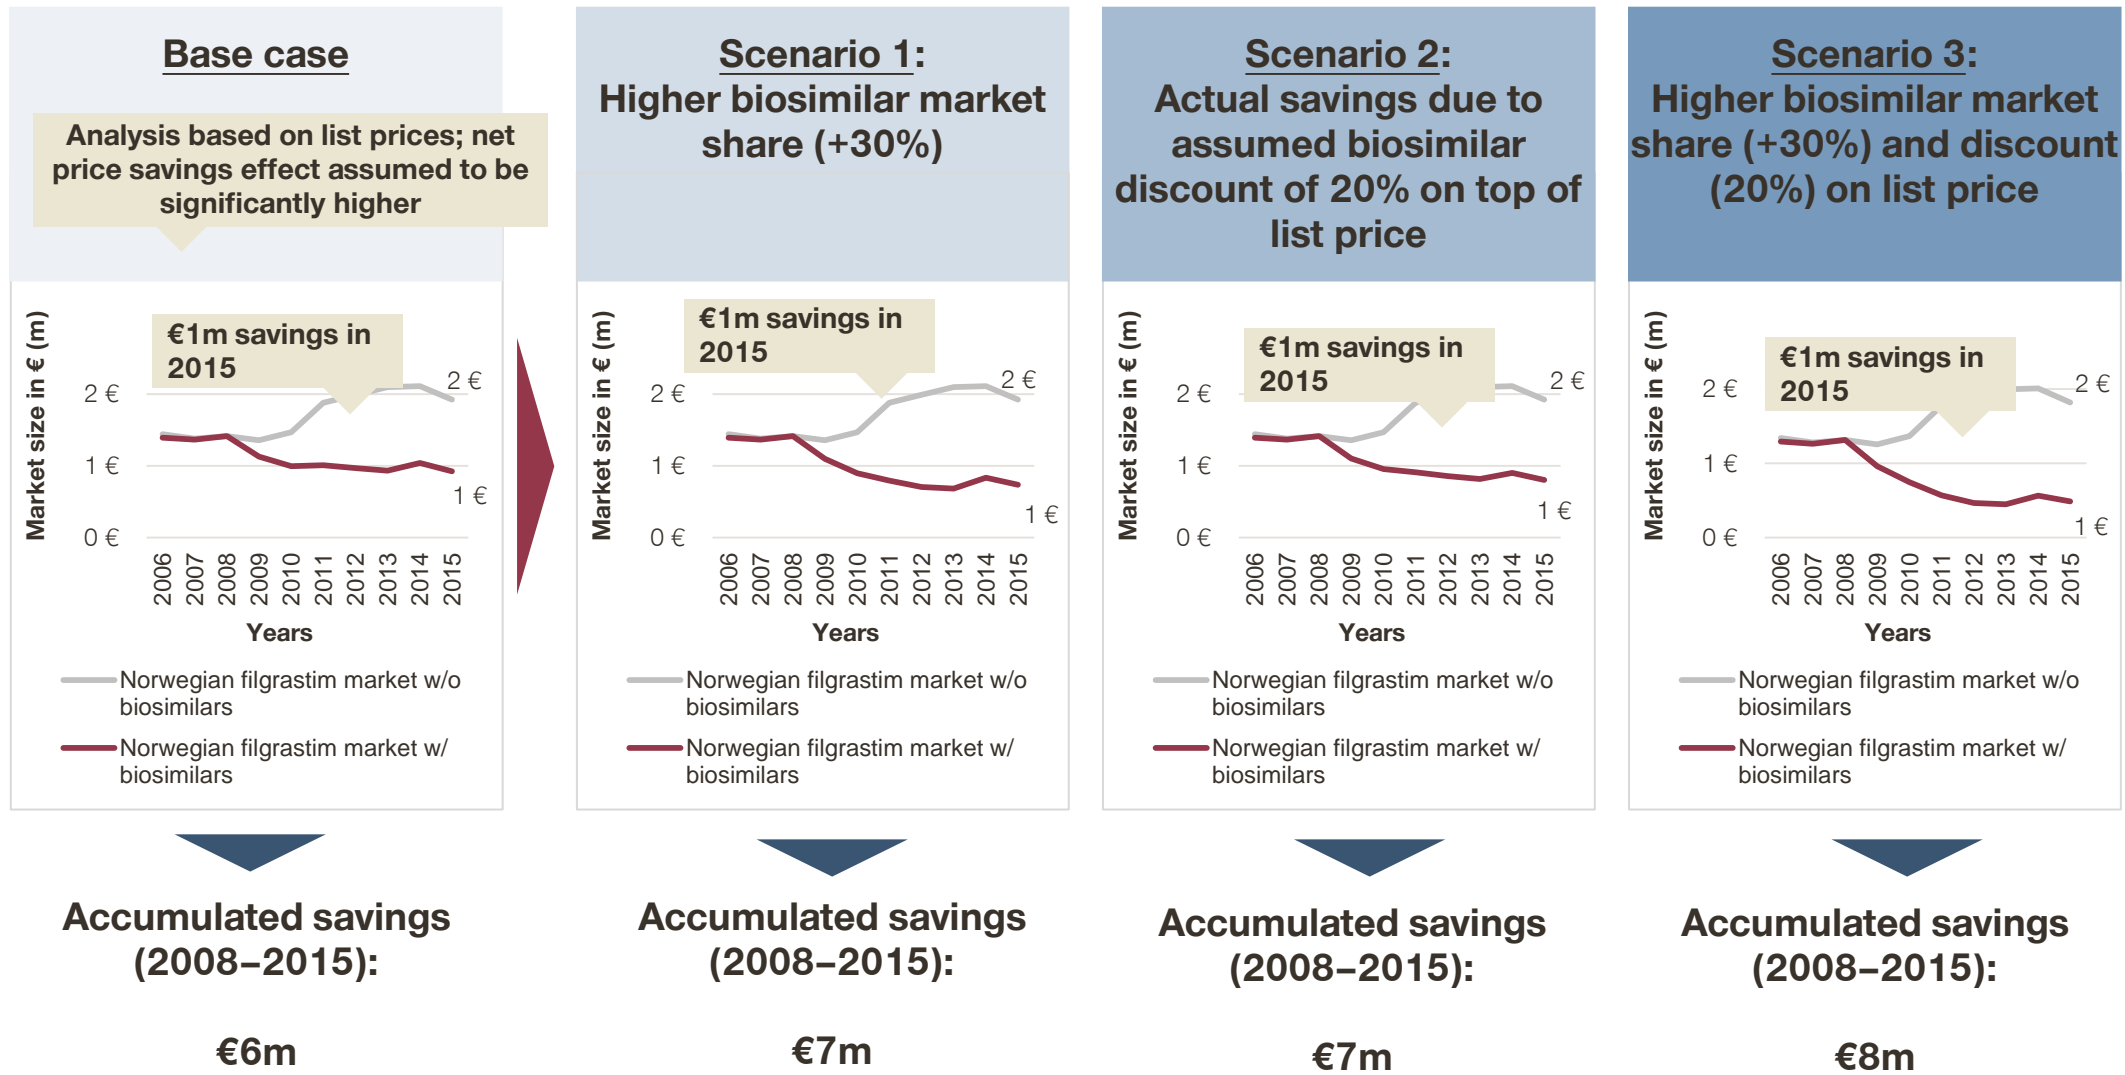 Base case
Analysis based on list prices; net
price savings effect assumed to be
significantly higher
Market size in € (m)
€1m savings in
2015
2 €
1 €
0 €
2 €
1 €
2006
2007
2008
2009
2010
2011
2012
2013
2014
2015
Years
Norwegian filgrastim market w/o
biosimilars
Norwegian filgrastim market w/
biosimilars
Accumulated savings
(2008–2015):
€6m
Scenario 1:
Higher biosimilar market
share (+30%)
Market size in € (m)
€1m savings in
2015
2 €
1 €
0 €
2 €
1 €
2006
2007
2008
2009
2010
2011
2012
2013
2014
2015
Years
Norwegian filgrastim market w/o
biosimilars
Norwegian filgrastim market w/
biosimilars
Accumulated savings
(2008–2015):
€7m
Scenario 2:
Actual savings due to
assumed biosimilar
discount of 20% on top of
list price
Market size in € (m)
€1m savings in
2015
2 €
1 €
0 €
2 €
1 €
2006
2007
2008
2009
2010
2011
2012
2013
2014
2015
Years
Norwegian filgrastim market w/o
biosimilars
Norwegian filgrastim market w/
biosimilars
Accumulated savings
(2008–2015):
€7m
Scenario 3:
Higher biosimilar market
share (+30%) and discount
(20%) on list price
Market size in € (m)
€1m savings in
2015
2 €
1 €
0 €
2 €
1 €
2006
2007
2008
2009
2010
2011
2012
2013
2014
2015
Years
Norwegian filgrastim market w/o
biosimilars
Norwegian filgrastim market w/
biosimilars
Accumulated savings
(2008–2015):
€8m